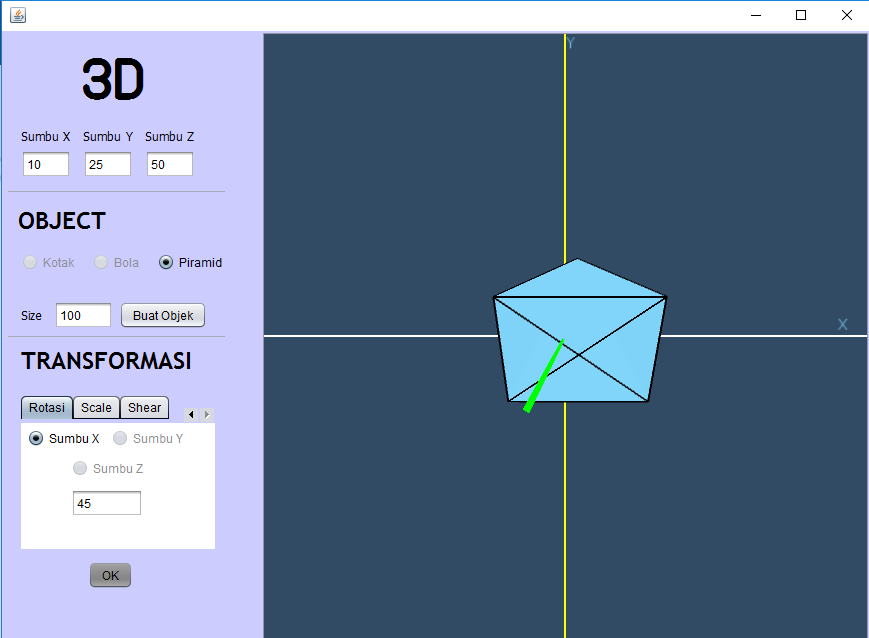 3D
Sumbu X Sumbu Y Sumbu Z
10 25 50
OBJECT
Kotak Bola Piramid
Size 100 Buat Objek
TRANSFORMASI
Rotasi Scale Shear
Sumbu X Sumbu Y
Sumbu Z
45
OK
Y
X